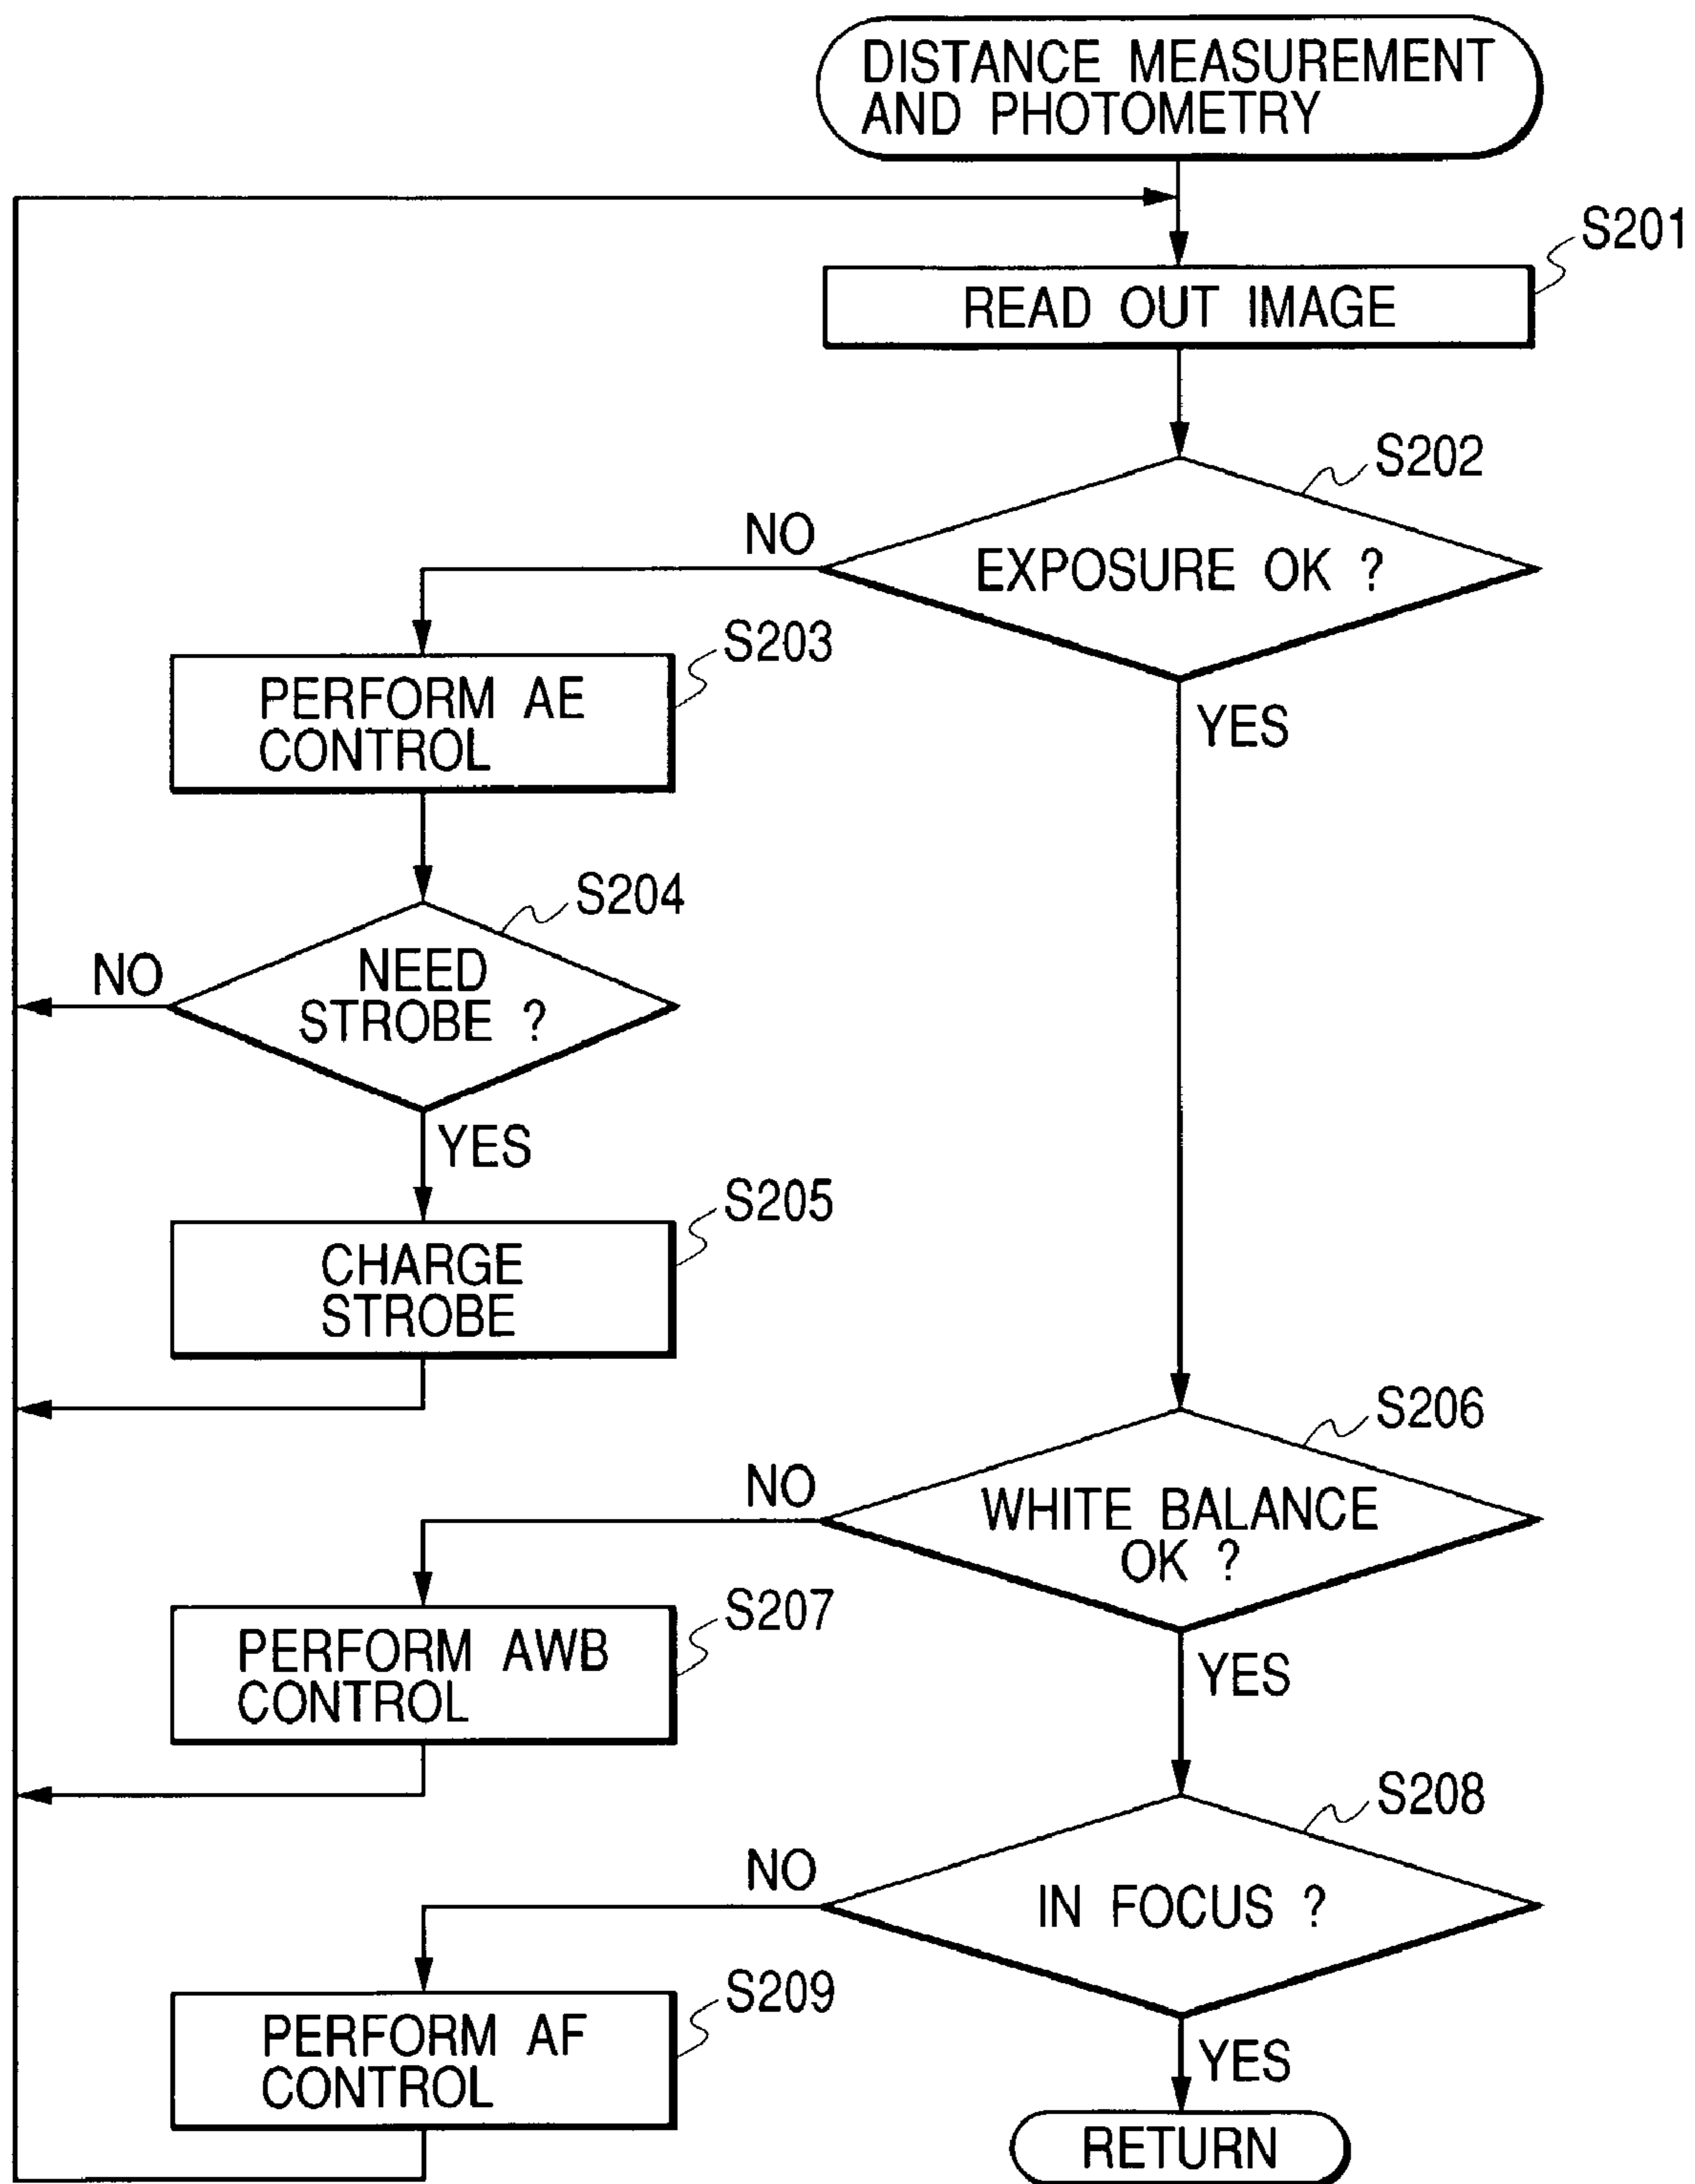 DISTANCE MEASUREMENT
AND PHOTOMETRY
S201
READ OUT IMAGE
S202
NO
EXPOSURE OK ?
S203
PERFORM AE
CONTROL
YES
S204
NO
NEED
STROBE ?
YES
S205
CHARGE
STROBE
S206
NO
WHITE BALANCE
OK ?
S207
PERFORM AWB
CONTROL
YES
S208
NO
IN FOCUS ?
S209
PERFORM AF
CONTROL
YES
RETURN